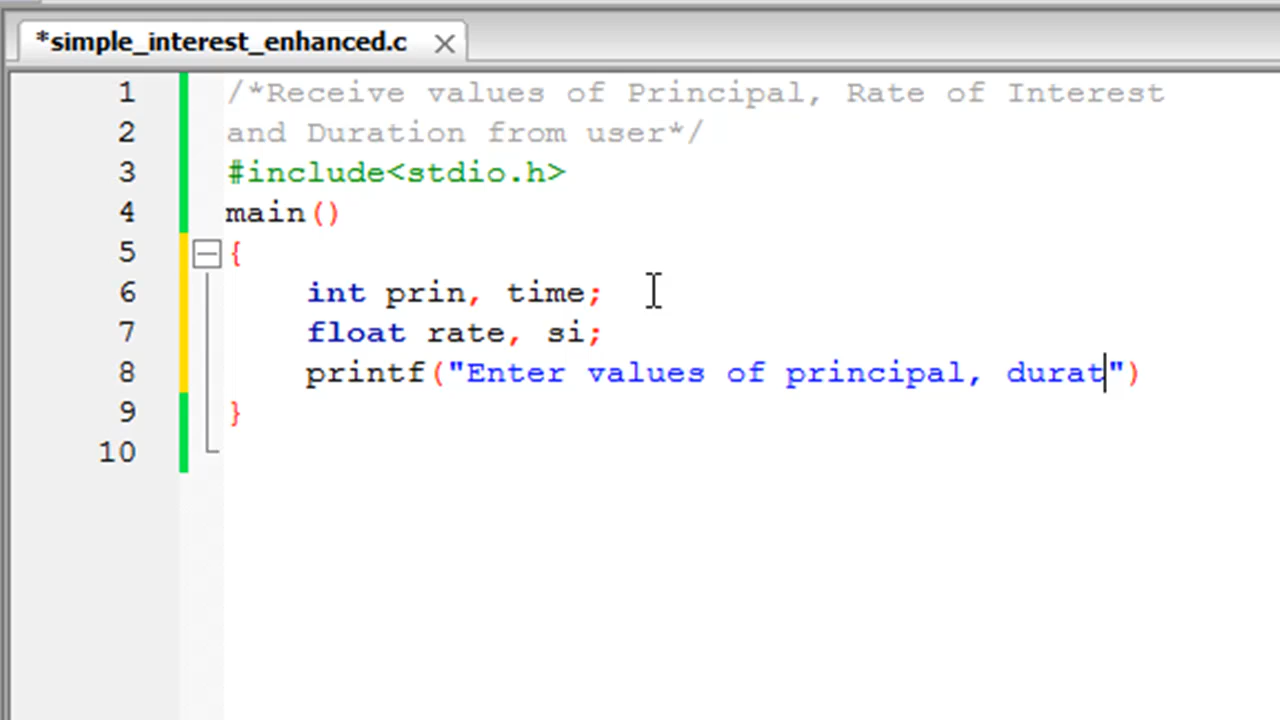 *simple_interest_enhanced.c
1 /*Receive values of Principal, Rate of Interest
2 and Duration from user*/
3 #include<stdio.h>
4 main()
5 {
6 int prin, time;
7 float rate, si;
8 printf("Enter values of principal, durat")
9 }
10